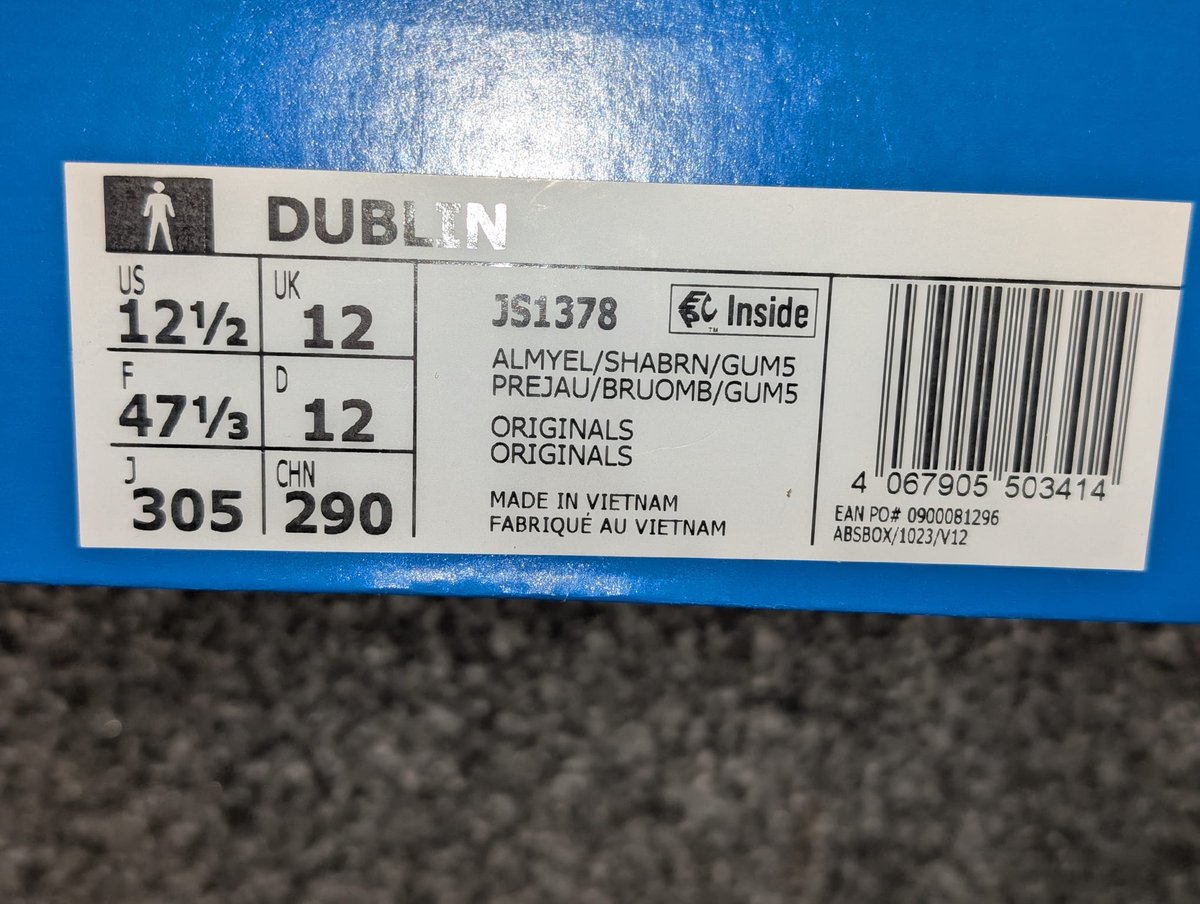 DUBLIN
US
12½
UK
12
F
47⅓
D
12
J
305
CHN
290
JS1378
Inside
TM
ALMYEL/SHABRN/GUM5
PREJAU/BRUOMB/GUM5
ORIGINALS
ORIGINALS
MADE IN VIETNAM
FABRIQUÉ AU VIETNAM
4 067905 503414
EAN PO# 0900081296
ABSBOX/1023/V12